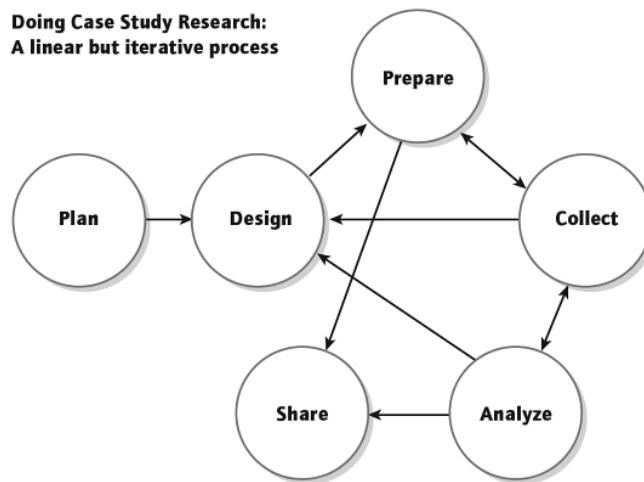 Doing Case Study Research:
A linear but iterative process
Prepare
Plan
Design
Collect
Share
Analyze